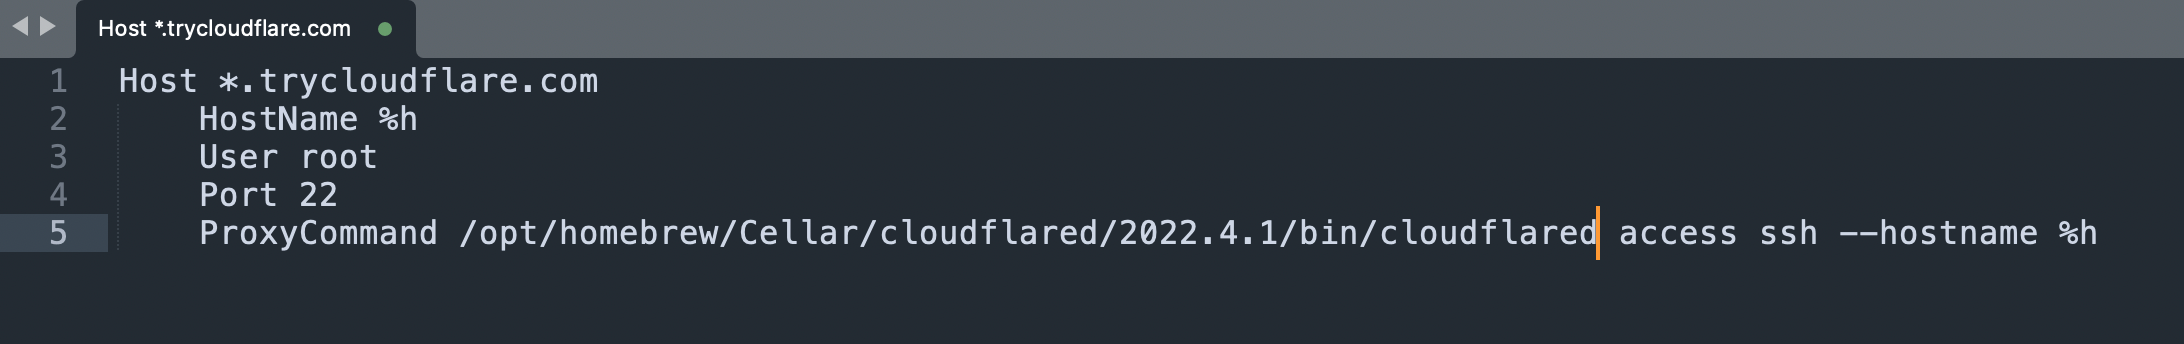 Host *.trycloudflare.com
1 Host *.trycloudflare.com
2 HostName %h
3 User root
4 Port 22
5 ProxyCommand /opt/homebrew/Cellar/cloudflared/2022.4.1/bin/cloudflared access ssh --hostname %h